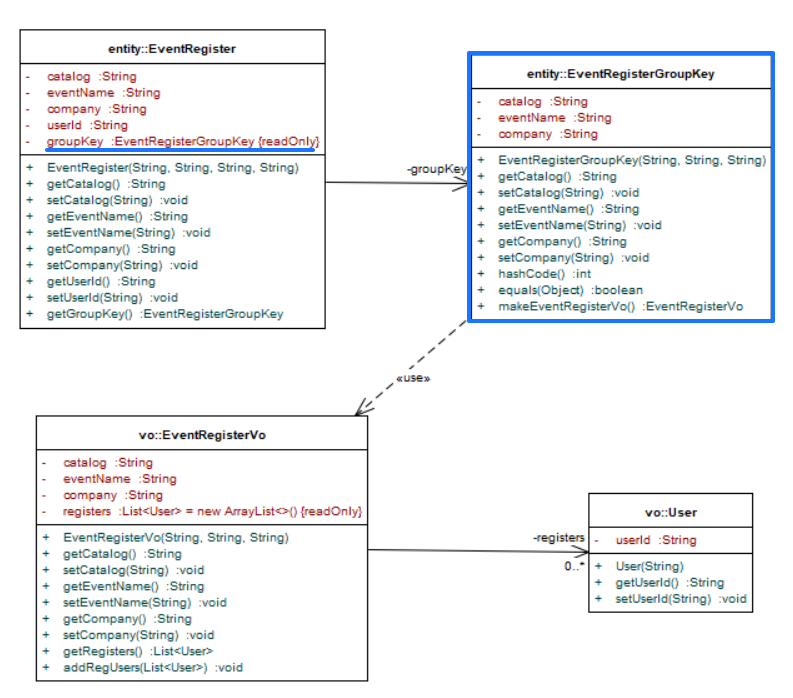 entity::EventRegister
- catalog :String
- eventName :String
- company :String
- userId :String
- groupKey :EventRegisterGroupKey {readOnly}
+ EventRegister(String, String, String, String)
+ getCatalog() :String
+ setCatalog(String) :void
+ getEventName() :String
+ setEventName(String) :void
+ getCompany() :String
+ setCompany(String) :void
+ getUserId() :String
+ setUserId(String) :void
+ getGroupKey() :EventRegisterGroupKey
-groupKey
entity::EventRegisterGroupKey
- catalog :String
- eventName :String
- company :String
+ EventRegisterGroupKey(String, String, String)
+ getCatalog() :String
+ setCatalog(String) :void
+ getEventName() :String
+ setEventName(String) :void
+ getCompany() :String
+ setCompany(String) :void
+ hashCode() :int
+ equals(Object) :boolean
+ makeEventRegisterVo() :EventRegisterVo
«use»
vo::EventRegisterVo
- catalog :String
- eventName :String
- company :String
- registers :List<User> = new ArrayList<>() {readOnly}
+ EventRegisterVo(String, String, String)
+ getCatalog() :String
+ setCatalog(String) :void
+ getEventName() :String
+ setEventName(String) :void
+ getCompany() :String
+ setCompany(String) :void
+ getRegisters() :List<User>
+ addRegUsers(List<User>) :void
-registers
0..*
vo::User
- userId :String
+ User(String)
+ getUserId() :String
+ setUserId(String) :void